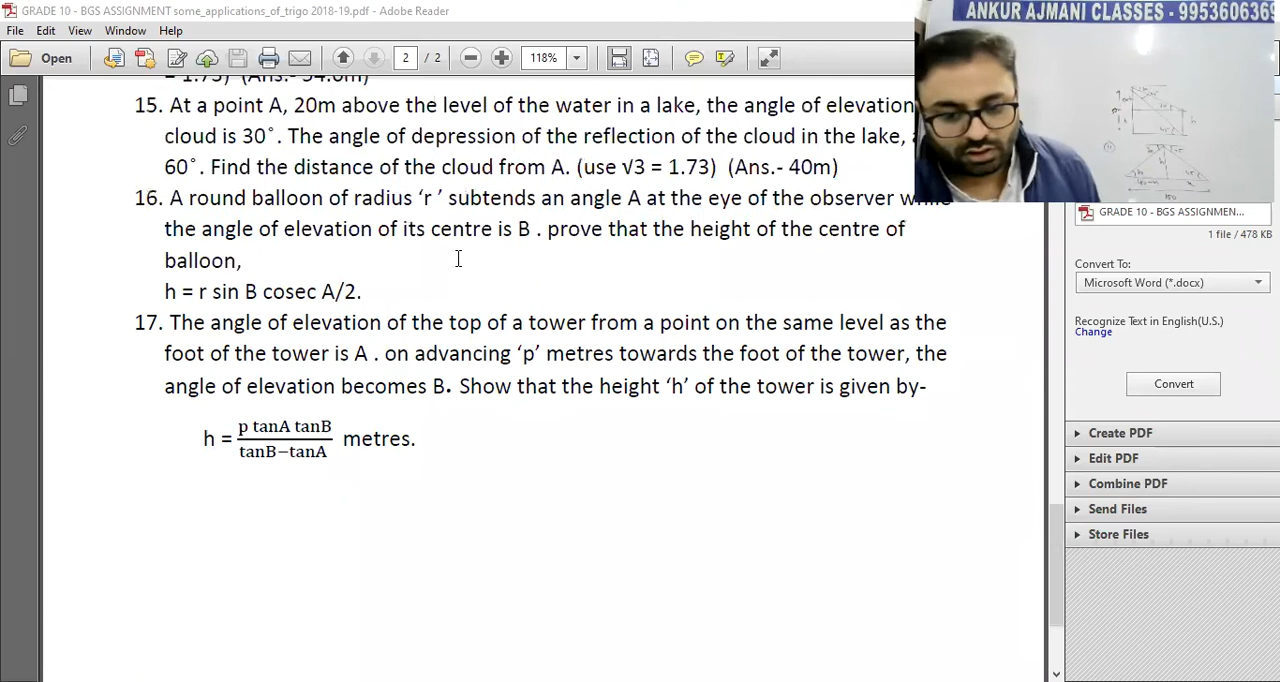 GRADE 10 - BGS ASSIGNMENT some_applications_of_trigo 2018-19.pdf - Adobe Reader
ANKUR AJMANI CLASSES - 9953606369
File Edit View Window Help
Open 2 / 2 118%
= 1.73) (Ans.- 54.6m)
15. At a point A, 20m above the level of the water in a lake, the angle of elevation
cloud is 30˚. The angle of depression of the reflection of the cloud in the lake,
60˚. Find the distance of the cloud from A. (use √3 = 1.73) (Ans.- 40m)
16. A round balloon of radius ‘r ’ subtends an angle A at the eye of the observer while
the angle of elevation of its centre is B . prove that the height of the centre of
balloon,
h = r sin B cosec A/2.
17. The angle of elevation of the top of a tower from a point on the same level as the
foot of the tower is A . on advancing ‘p’ metres towards the foot of the tower, the
angle of elevation becomes B. Show that the height ‘h’ of the tower is given by-
h = p tanA tanB / tanB−tanA metres.
GRADE 10 - BGS ASSIGNMEN...
1 file / 478 KB
Convert To:
Microsoft Word (*.docx)
Recognize Text in English(U.S.)
Change
Convert
Create PDF
Edit PDF
Combine PDF
Send Files
Store Files